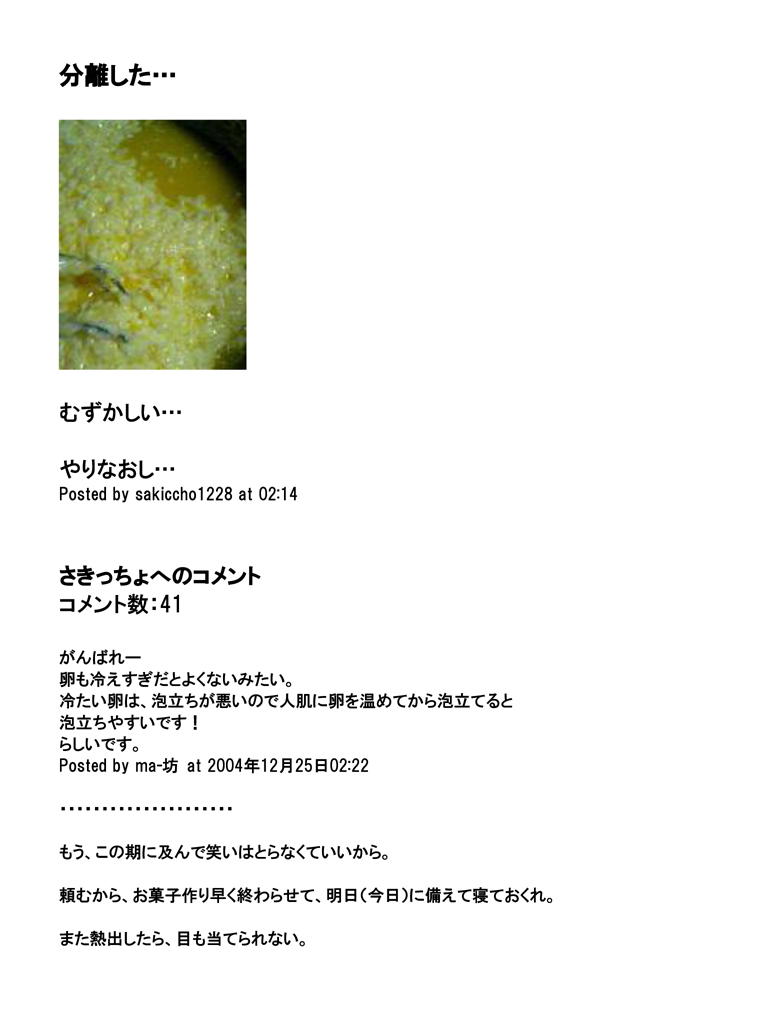 分離した…
むずかしい…
やりなおし…
Posted by sakiccho1228 at 02:14
さきっちょへのコメント
コメント数：41
がんばれー
卵も冷えすぎだとよくないみたい。
冷たい卵は、泡立ちが悪いので人肌に卵を温めてから泡立てると
泡立ちやすいです！
らしいです。
Posted by ma-坊 at 2004年12月25日02:22
・・・・・・・・・・・・・・・・・・・・・
もう、この期に及んで笑いはとらなくていいから。
頼むから、お菓子作り早く終わらせて、明日（今日）に備えて寝ておくれ。
また熱出したら、目も当てられない。